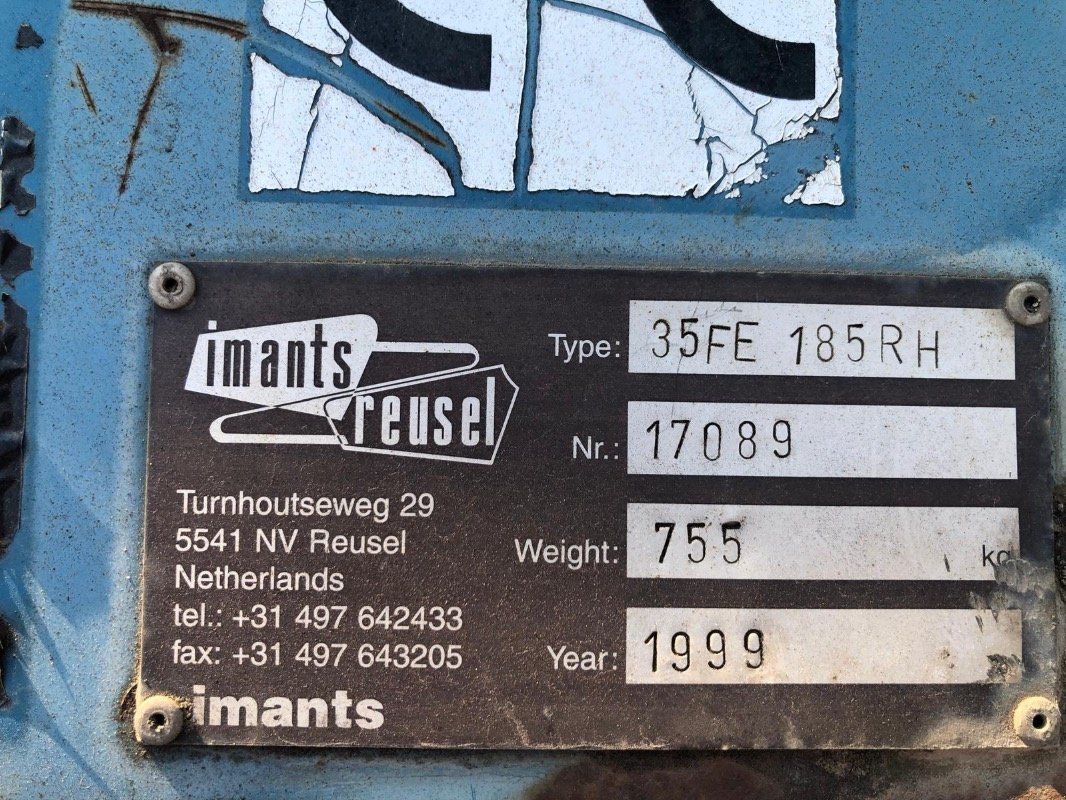 imants
reusel
Turnhoutseweg 29
5541 NV Reusel
Netherlands
tel.: +31 497 642433
fax: +31 497 643205
imants
Type: 35FE 185RH
Nr.: 17089
Weight: 755 kg
Year: 1999